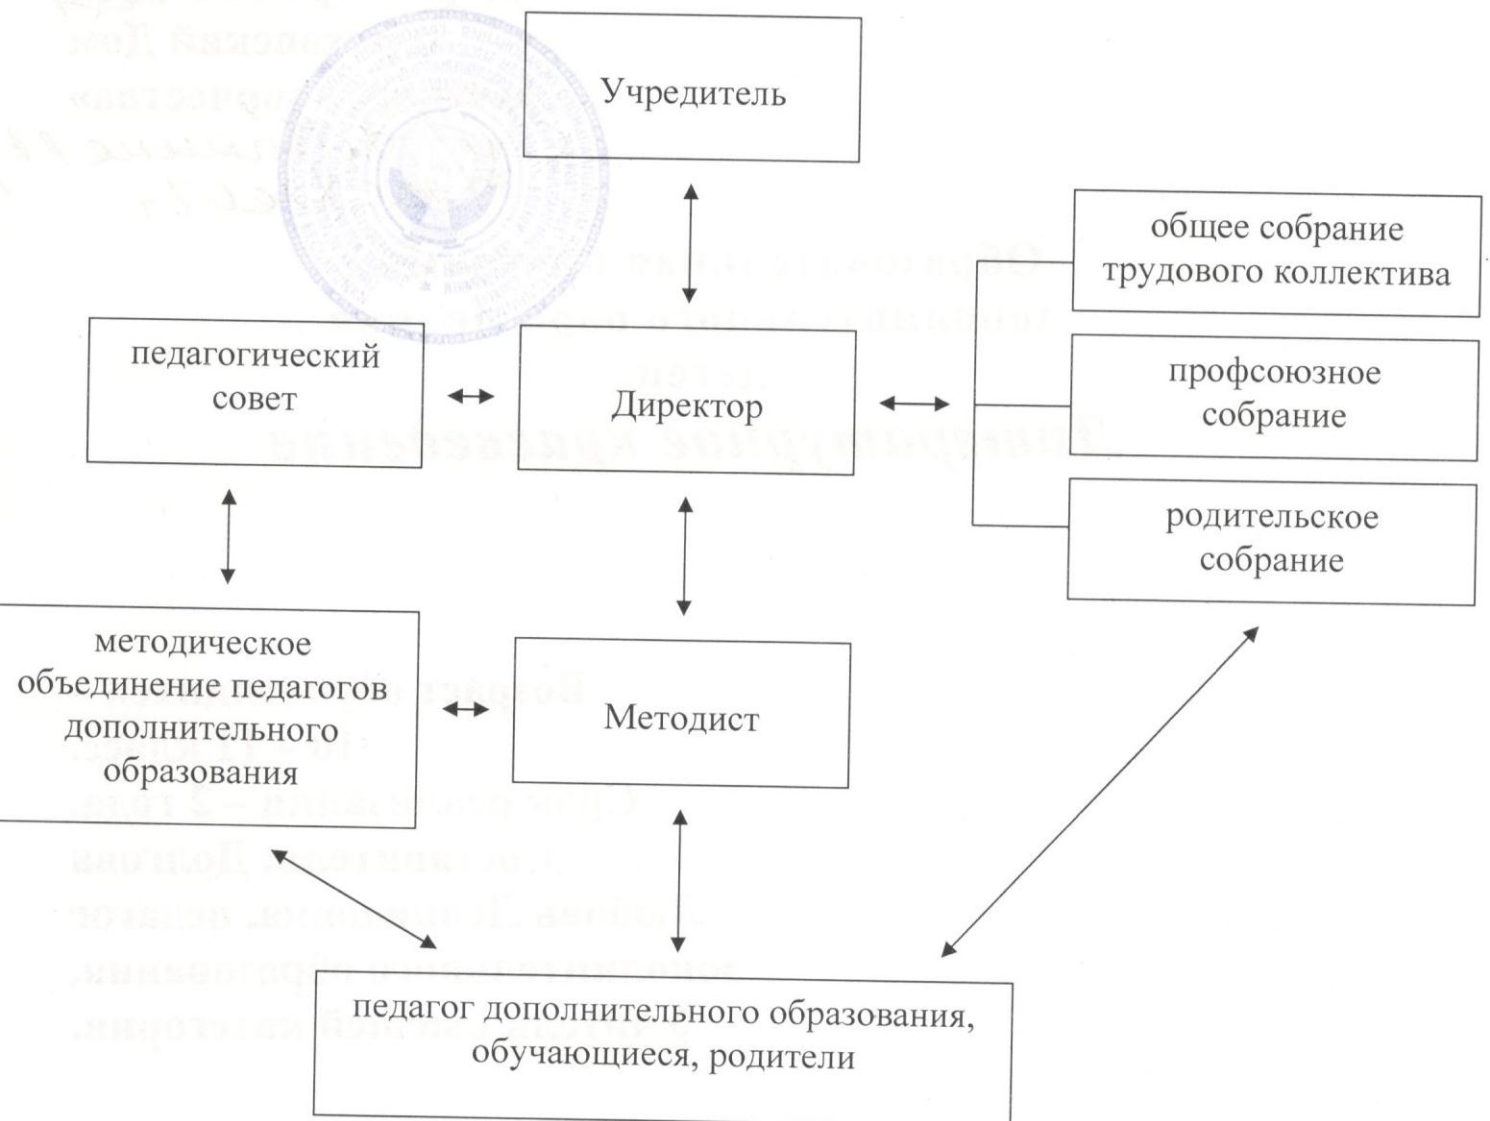 Учредитель
общее собрание
трудового коллектива
педагогический
совет
Директор
профсоюзное
собрание
родительское
собрание
методическое
объединение педагогов
дополнительного
образования
Методист
педагог дополнительного образования,
обучающиеся, родители